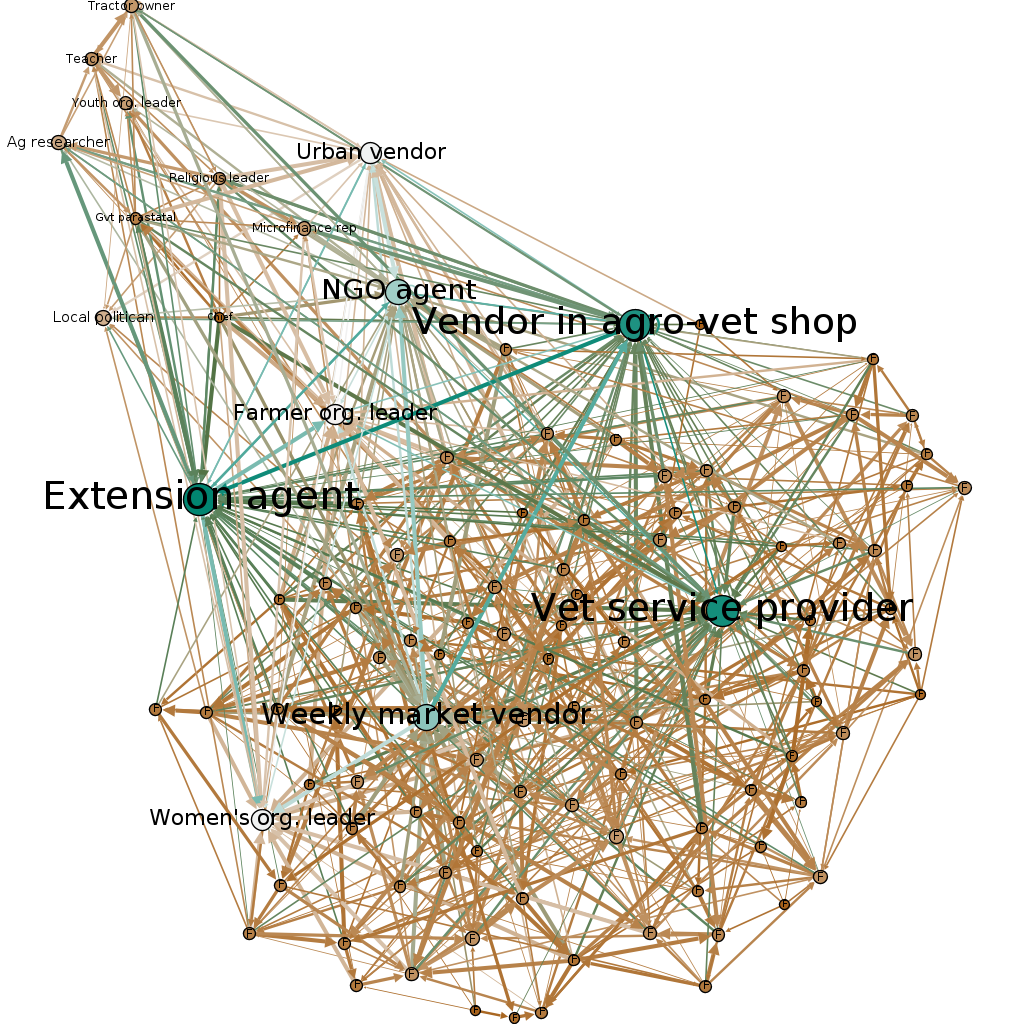 Tractor owner
Teacher
Youth org. leader
Ag researcher
Urban vendor
Religious leader
Gvt parastatal
Microfinance rep
NGO agent
Local politican
Chief
Vendor in agro-vet shop
Farmer org. leader
Extension agent
Vet service provider
Weekly market vendor
Women's org. leader
F